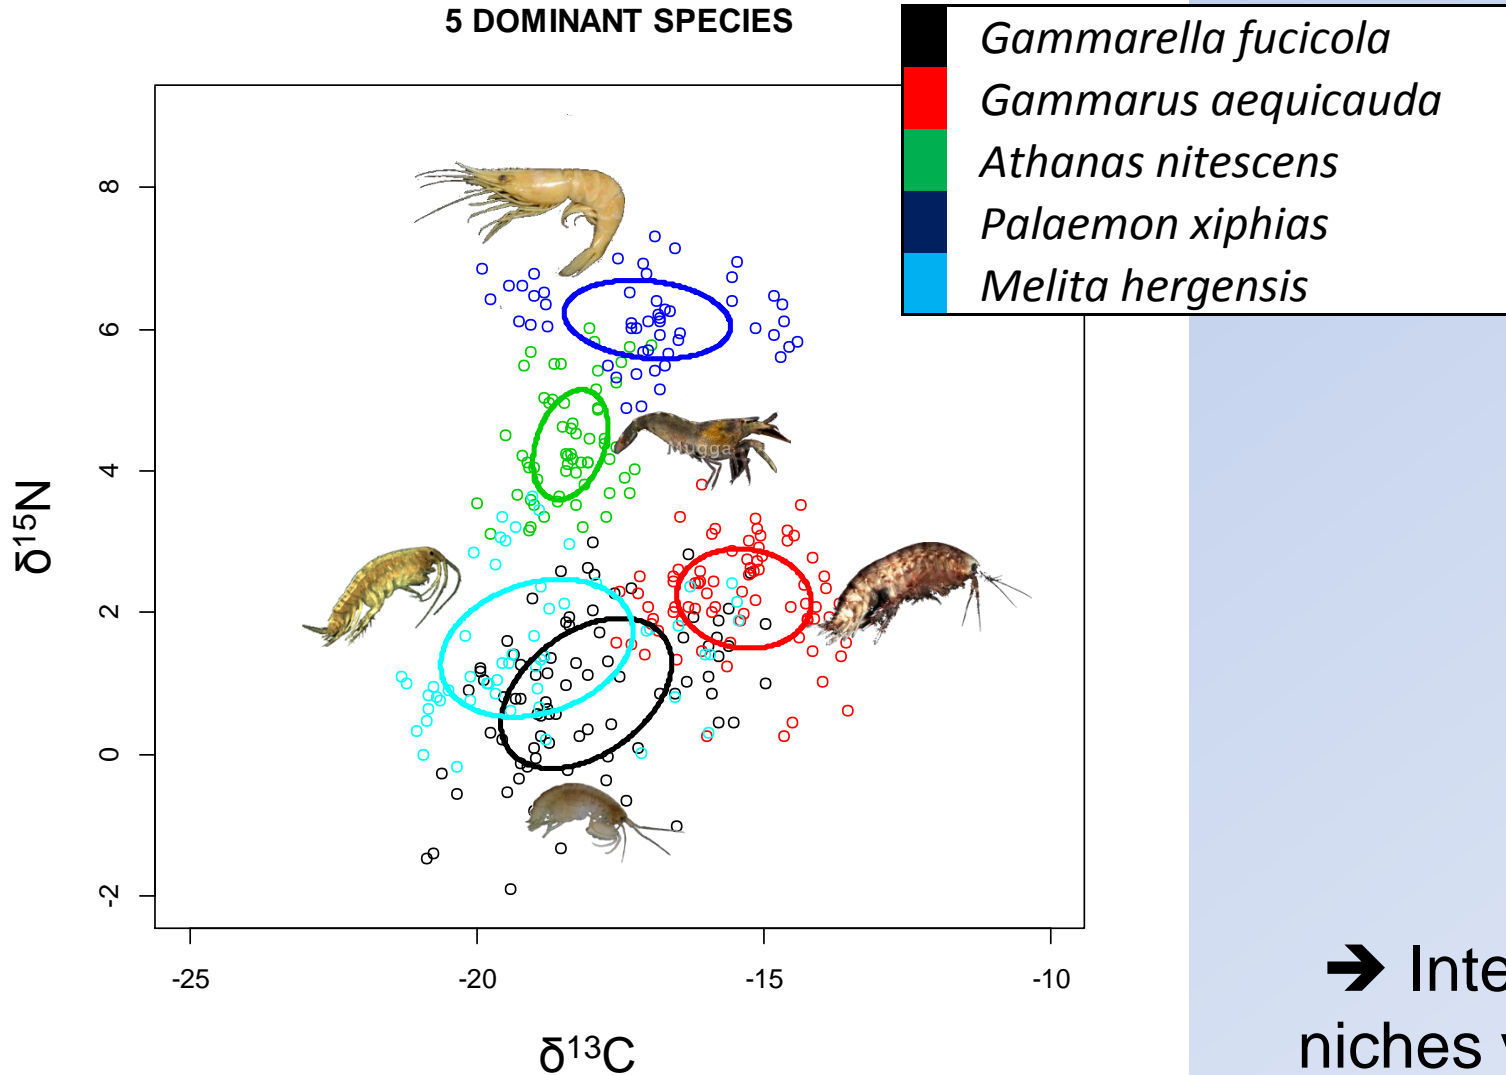 5 DOMINANT SPECIES
Gammarella fucicola
Gammarus aequicauda
Athanas nitescens
Palaemon xiphias
Melita hergensis
8
6
4
2
0
-2
δ15N
Mugga
-25
-20
-15
-10
δ13C
➔ Inte
niches